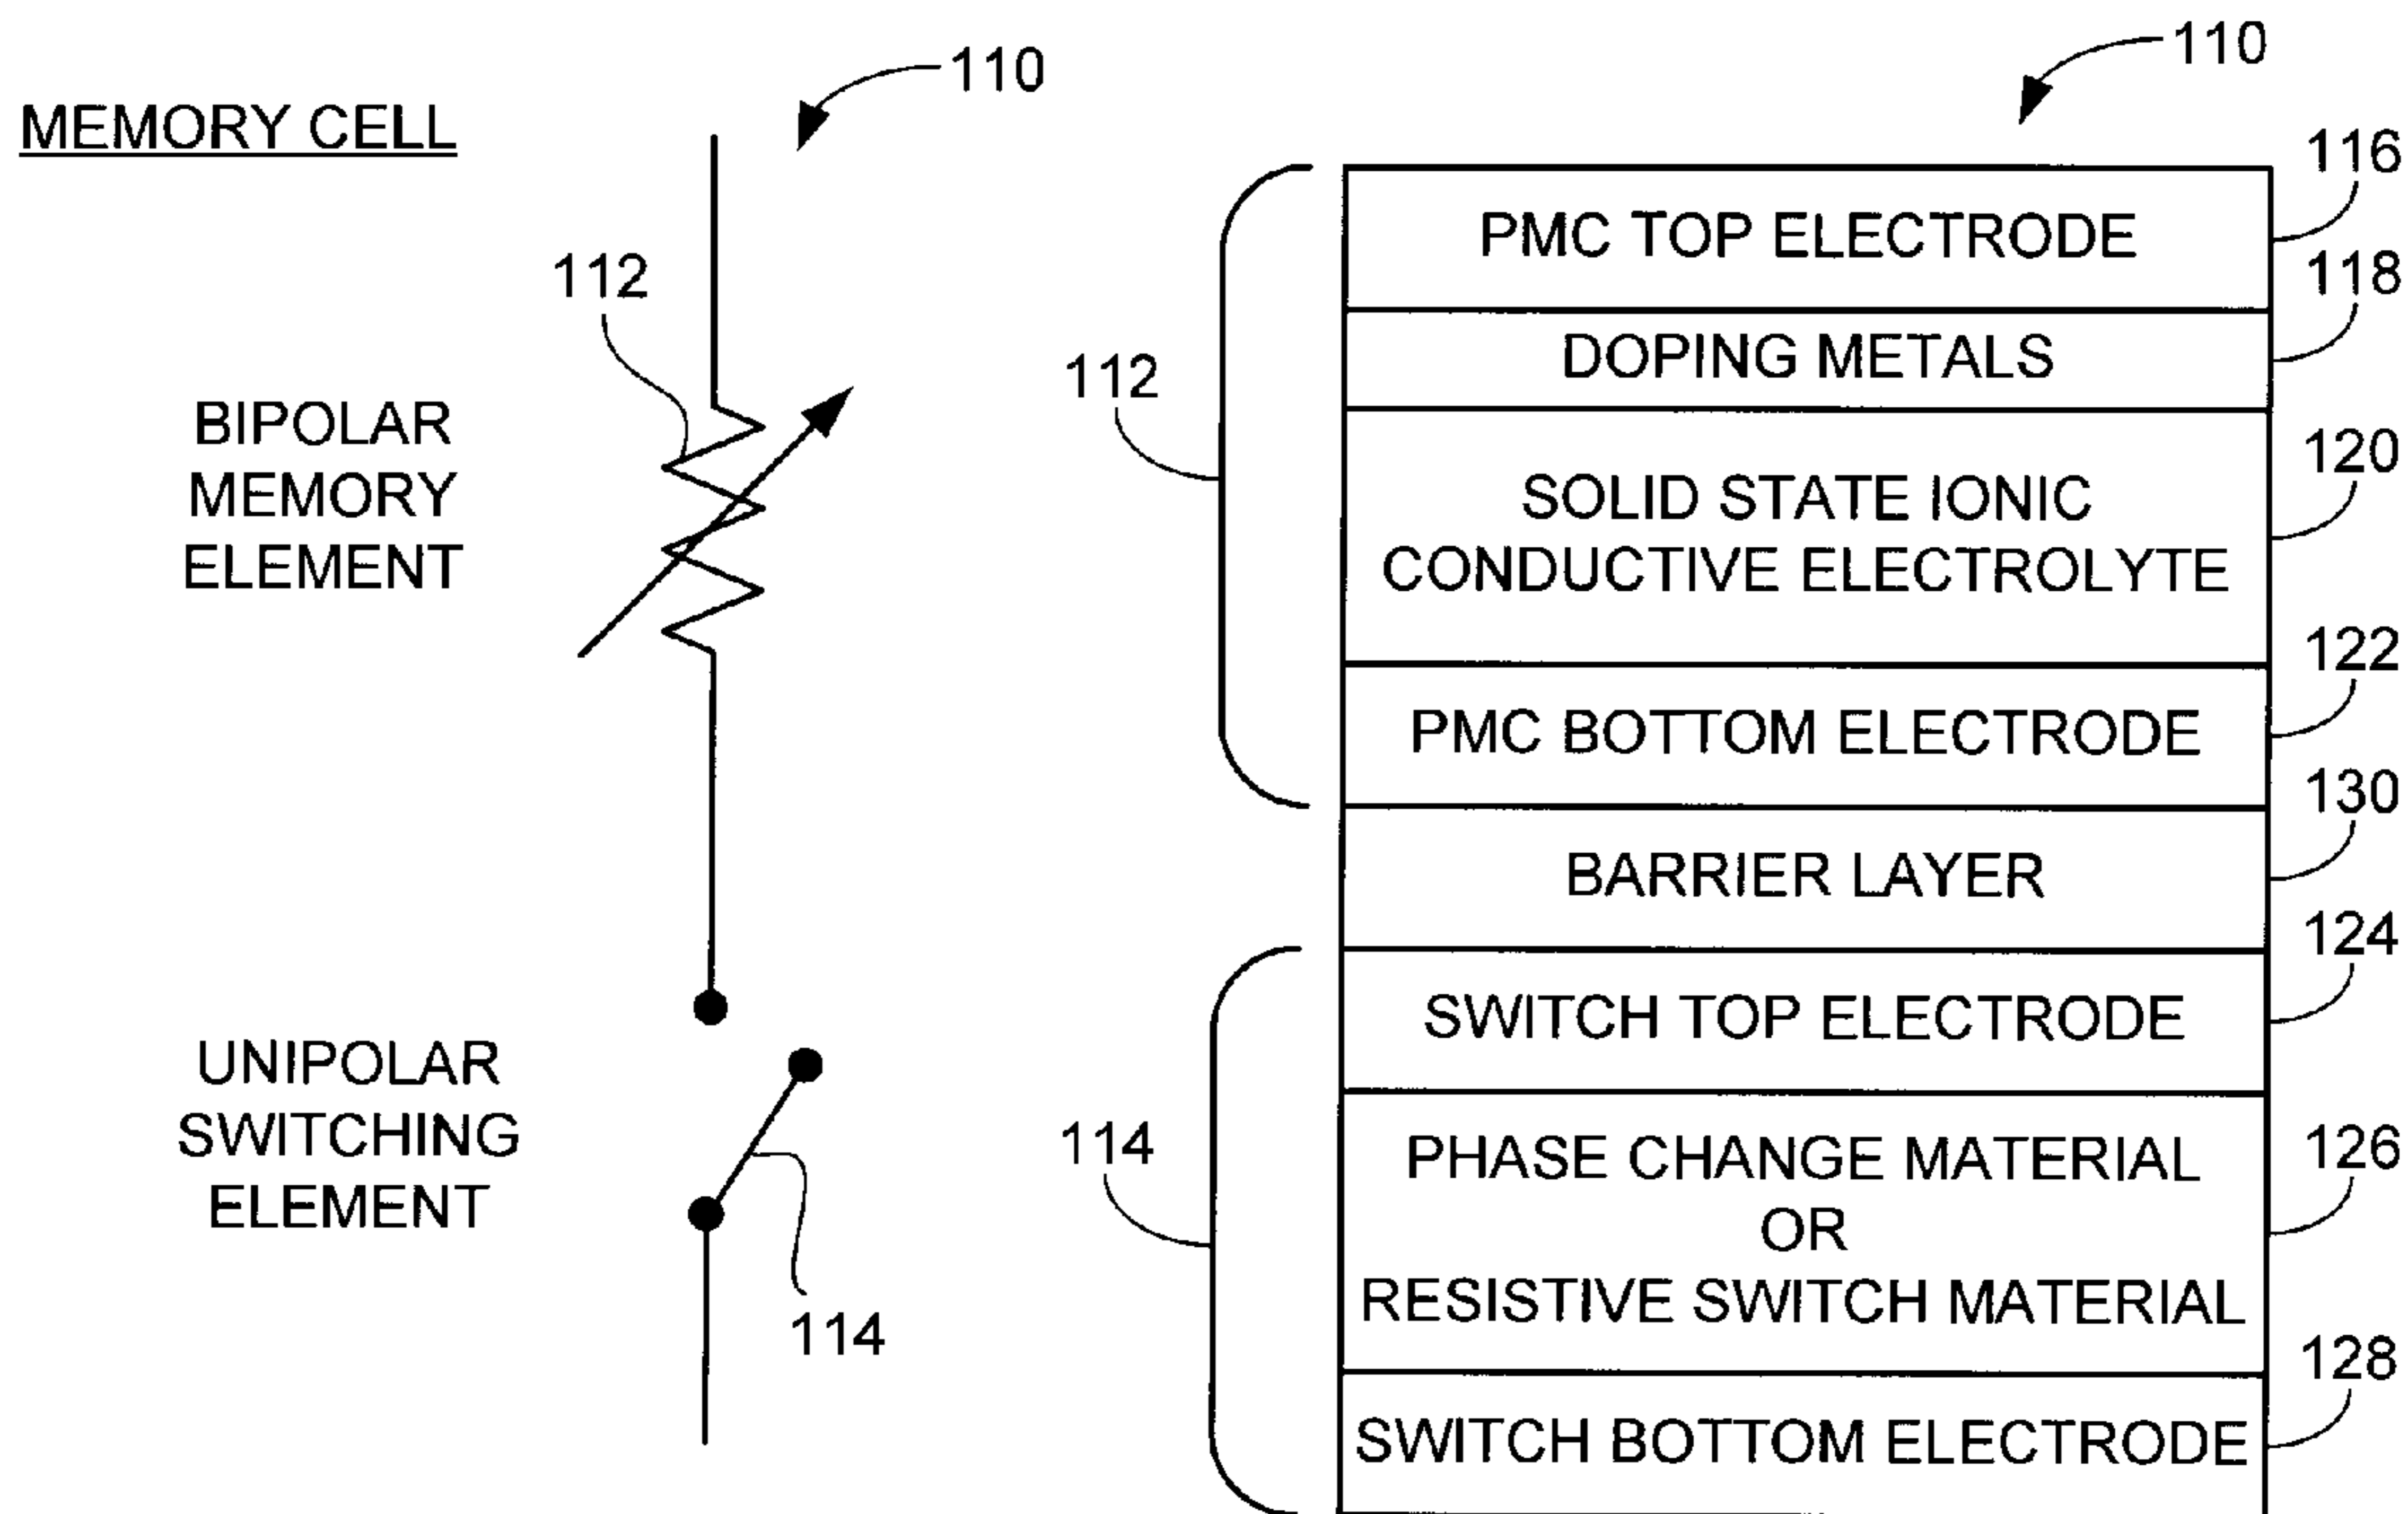 MEMORY CELL
110
112
BIPOLAR
MEMORY
ELEMENT
UNIPOLAR
SWITCHING
ELEMENT
114
110
112
114
PMC TOP ELECTRODE
116
DOPING METALS
118
SOLID STATE IONIC
CONDUCTIVE ELECTROLYTE
120
PMC BOTTOM ELECTRODE
122
BARRIER LAYER
130
SWITCH TOP ELECTRODE
124
PHASE CHANGE MATERIAL
OR
RESISTIVE SWITCH MATERIAL
126
SWITCH BOTTOM ELECTRODE
128